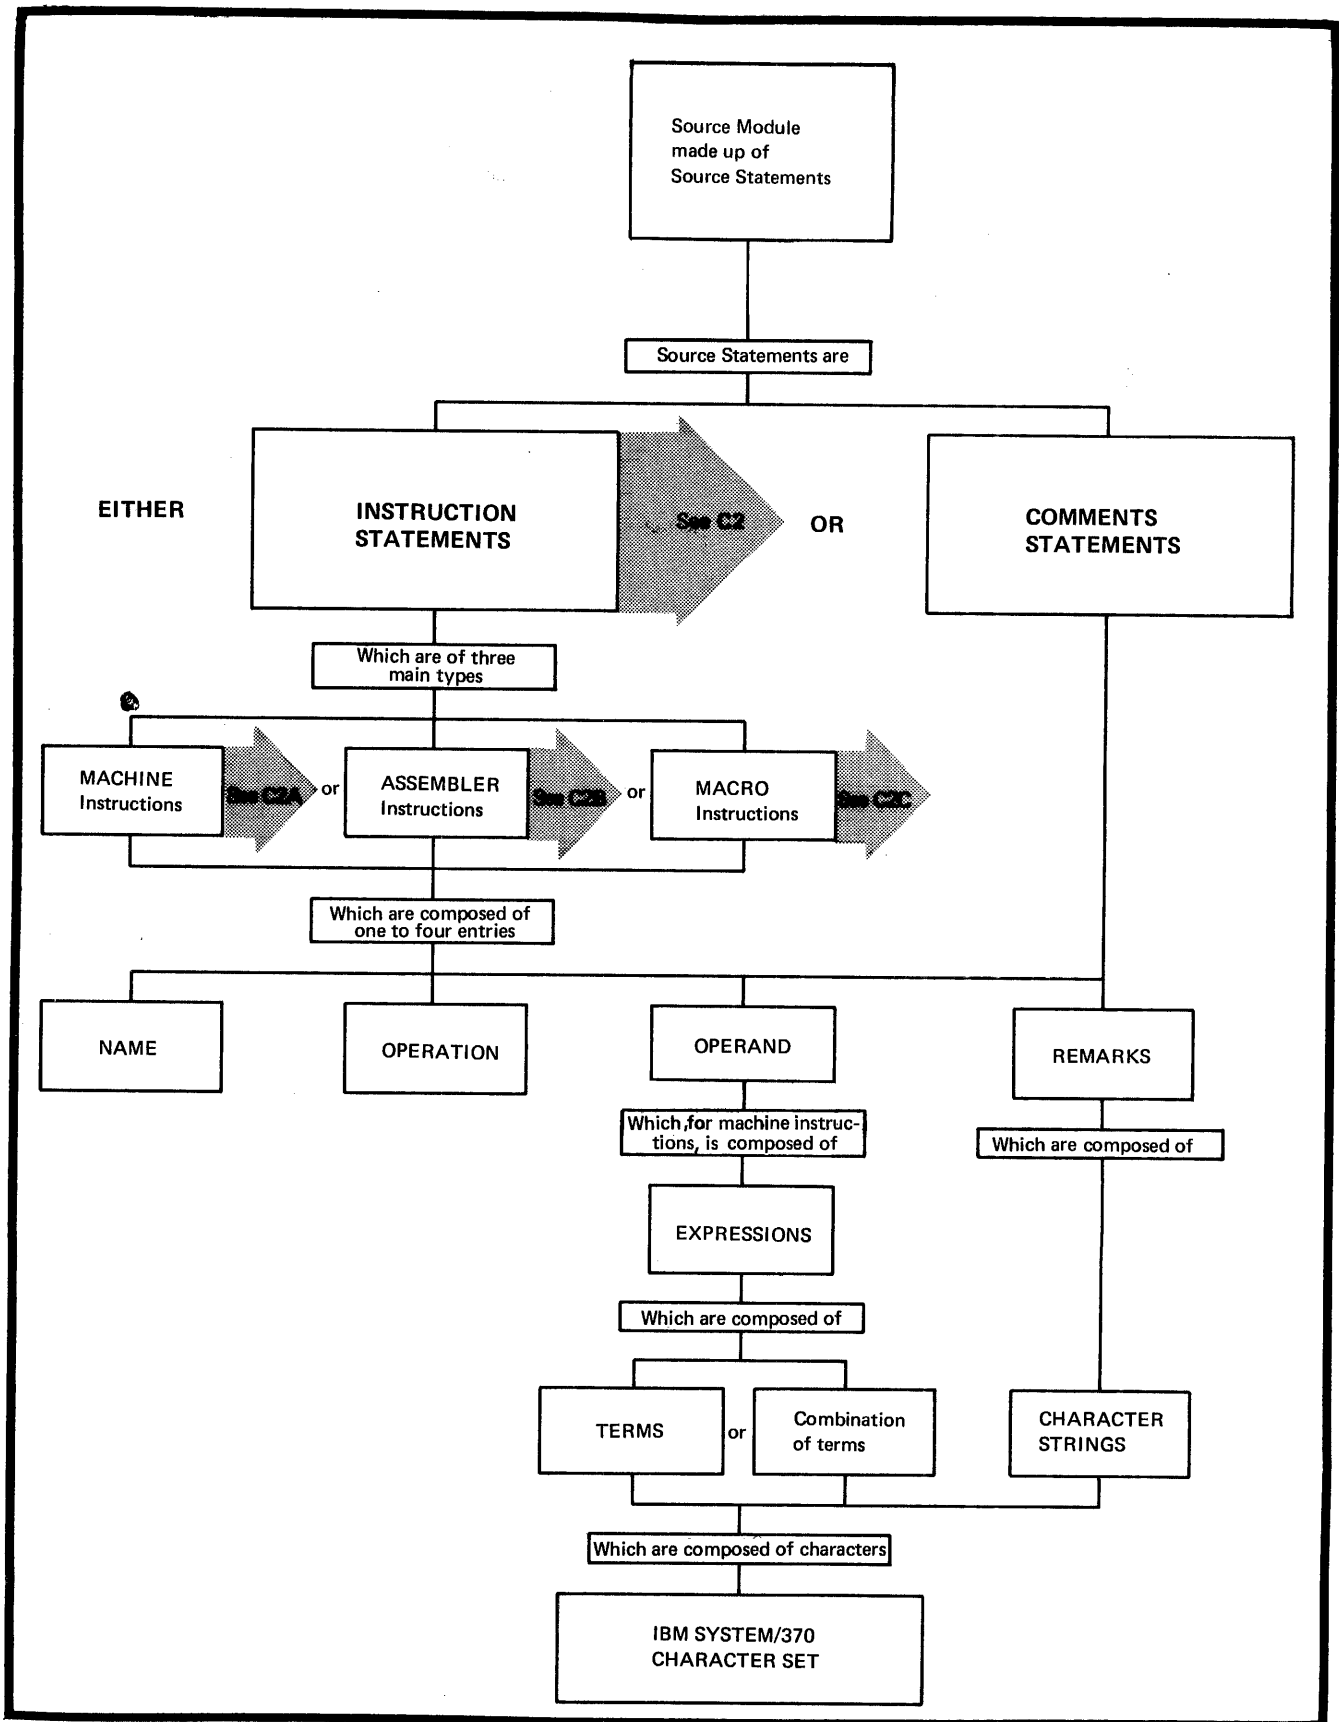 Source Module
made up of
Source Statements
Source Statements are
EITHER
INSTRUCTION
STATEMENTS
See C2
OR
COMMENTS
STATEMENTS
Which are of three
main types
MACHINE
Instructions
See C2A
or
ASSEMBLER
Instructions
See C2B
or
MACRO
Instructions
See C2C
Which are composed of
one to four entries
NAME
OPERATION
OPERAND
REMARKS
Which ,for machine instruc-
tions, is composed of
Which are composed of
EXPRESSIONS
Which are composed of
TERMS
or
Combination
of terms
CHARACTER
STRINGS
Which are composed of characters
IBM SYSTEM/370
CHARACTER SET